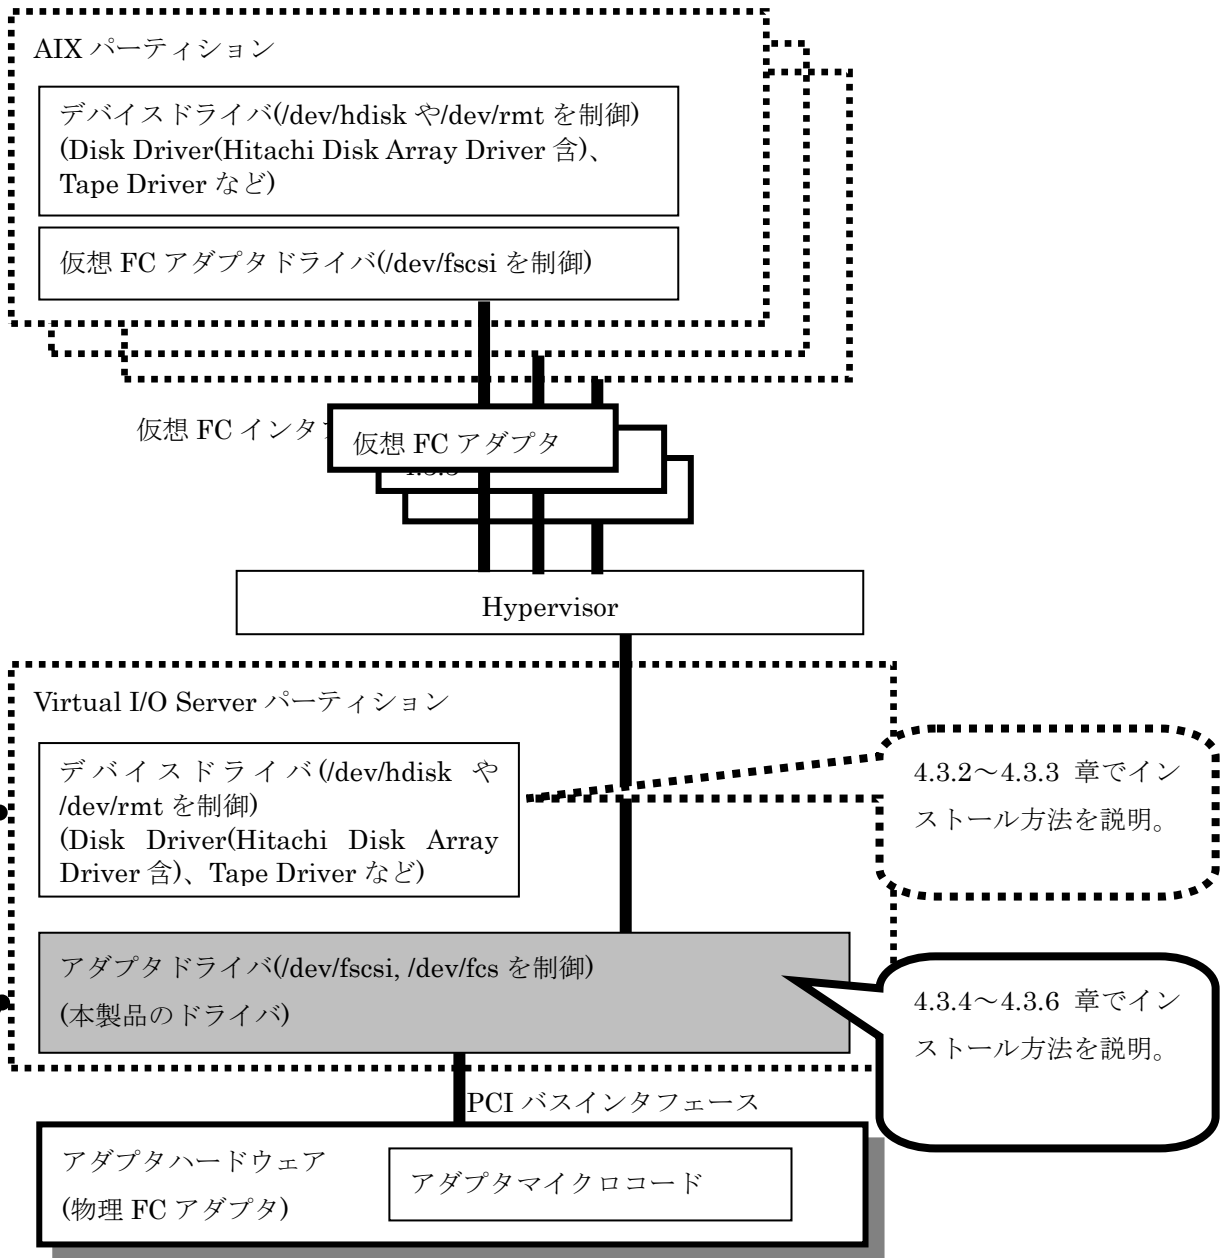 AIX パーティション
デバイスドライバ(/dev/hdisk や/dev/rmt を制御)
(Disk Driver(Hitachi Disk Array Driver 含)、
Tape Driver など)
仮想 FC アダプタドライバ(/dev/fscsi を制御)
仮想 FC インタ
仮想 FC アダプタ
Hypervisor
Virtual I/O Server パーティション
デバイスドライバ(/dev/hdisk や
/dev/rmt を制御)
(Disk Driver(Hitachi Disk Array
Driver 含)、Tape Driver など)
4.3.2～4.3.3 章でイン
ストール方法を説明。
アダプタドライバ(/dev/fscsi, /dev/fcs を制御)
(本製品のドライバ)
4.3.4～4.3.6 章でイン
ストール方法を説明。
PCI バスインタフェース
アダプタハードウェア
(物理 FC アダプタ)
アダプタマイクロコード